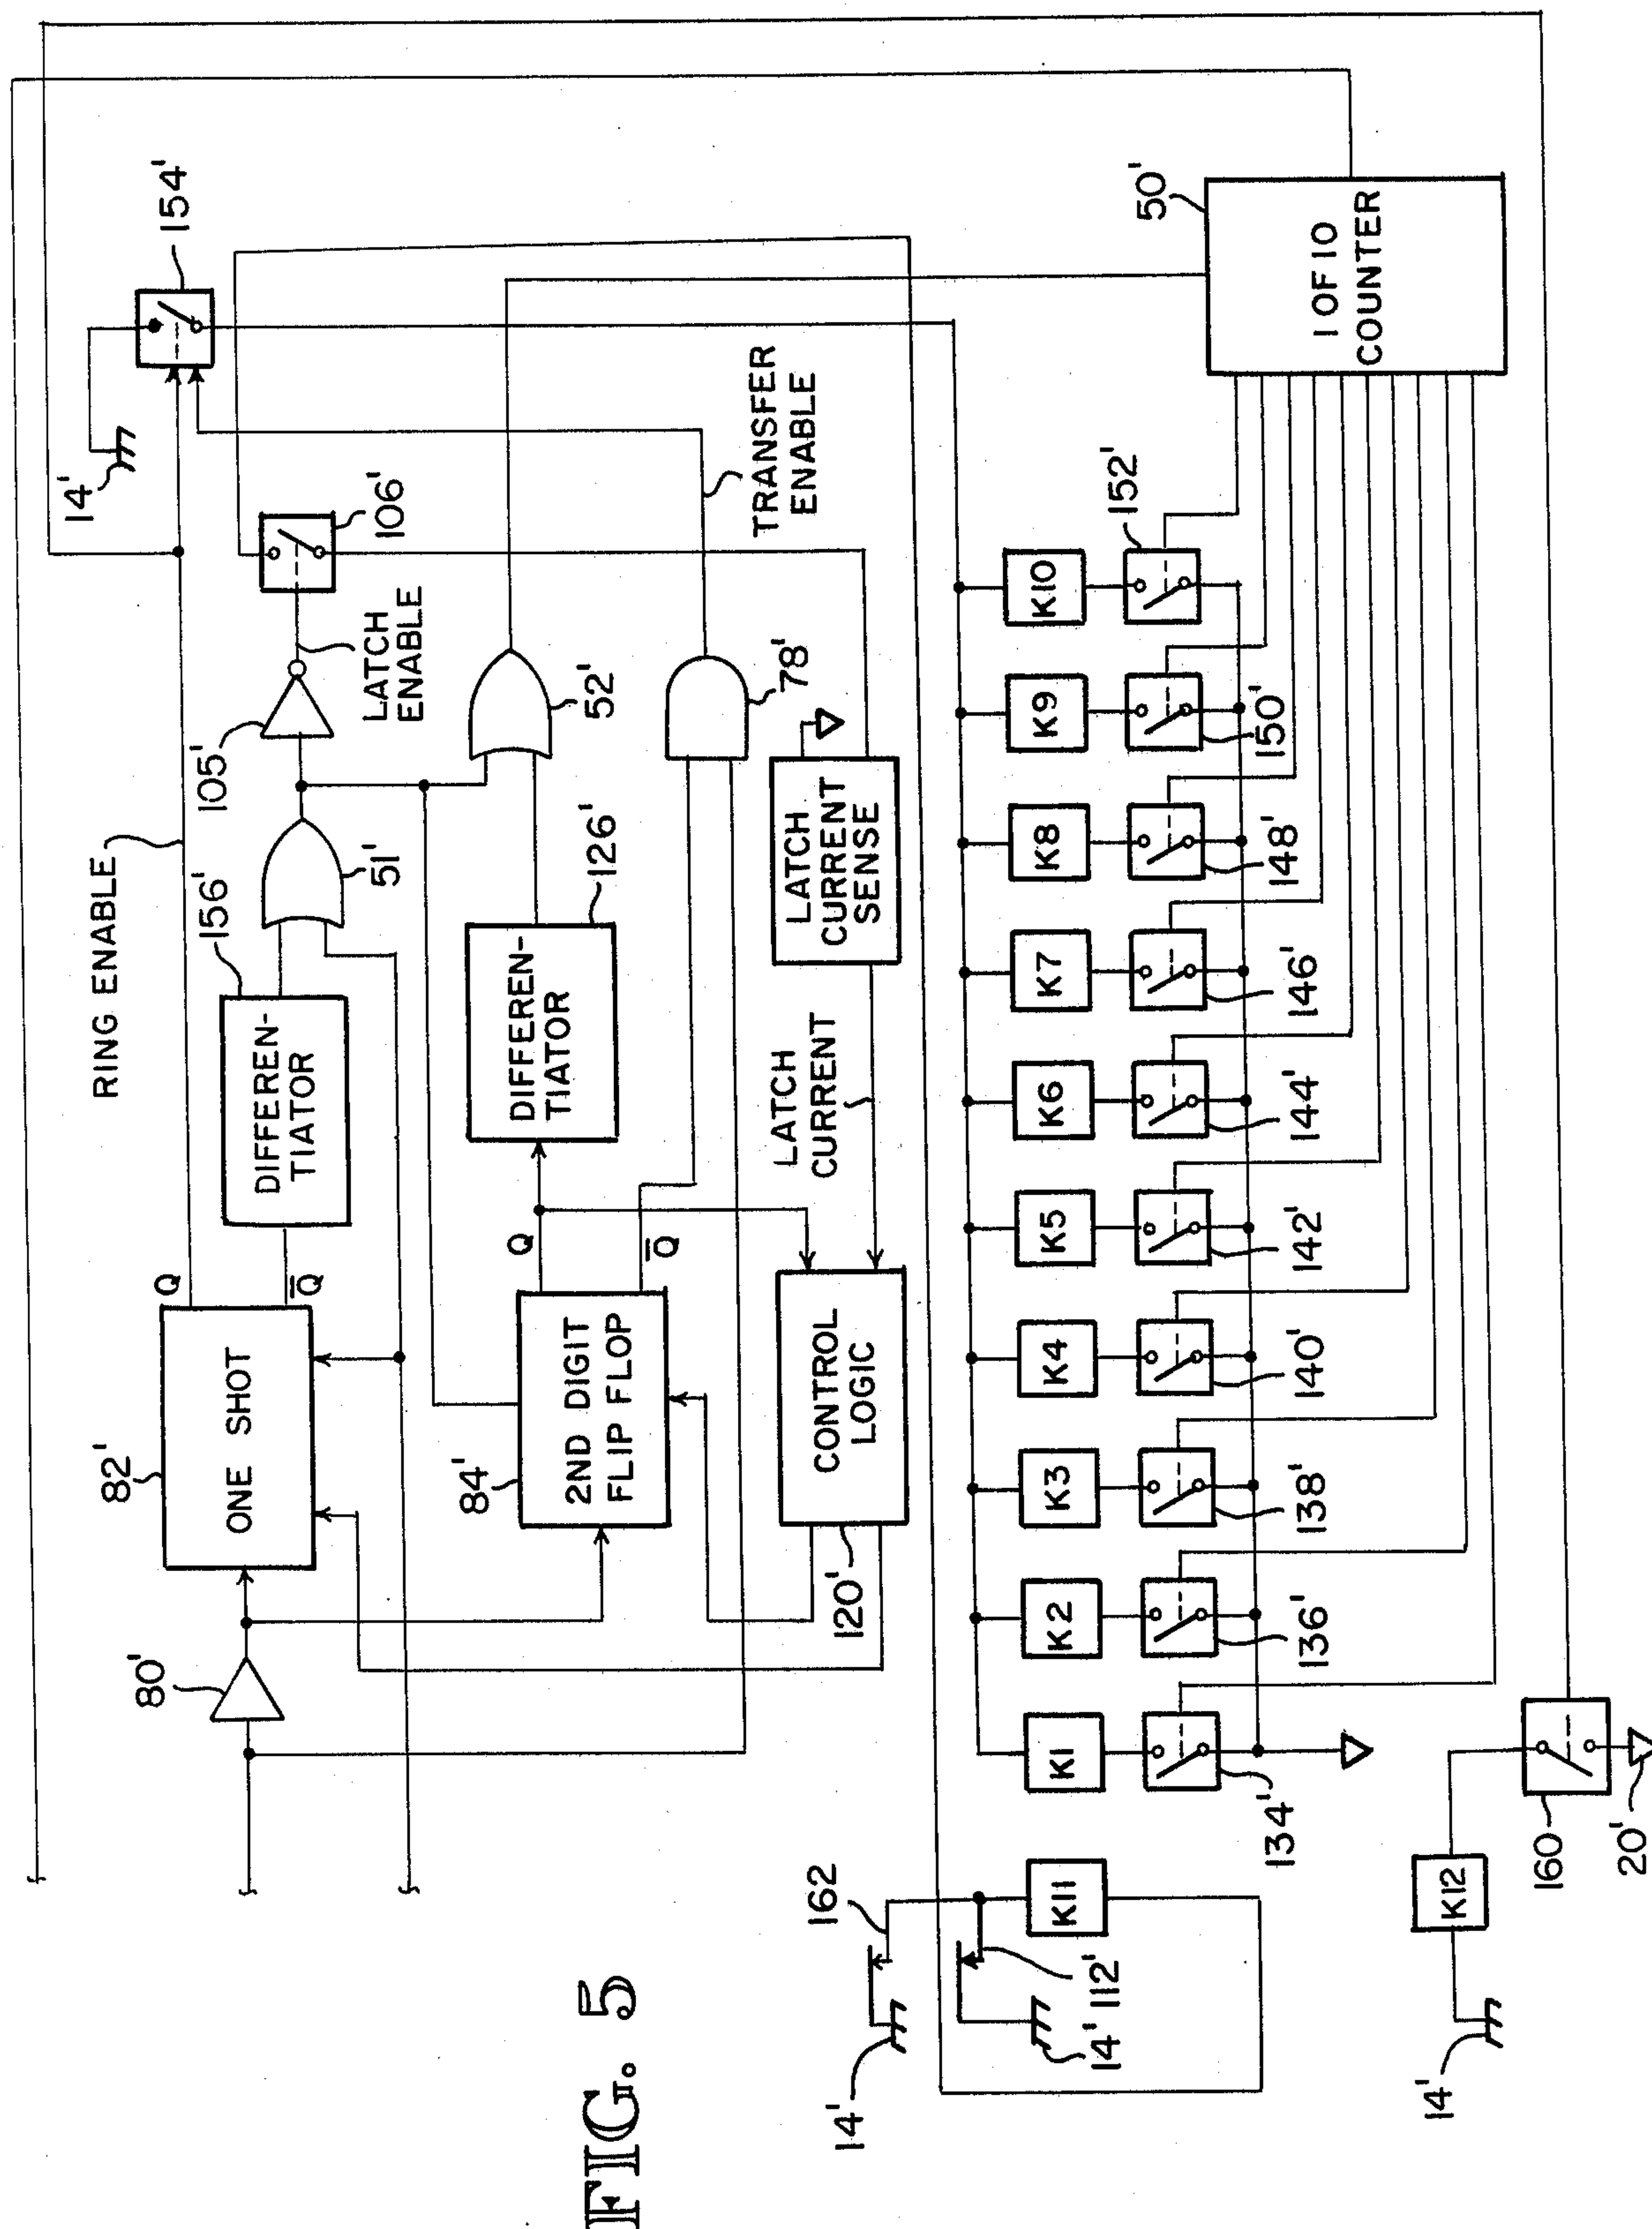 RING ENABLE
154'
14'
82'
ONE SHOT
Q
Q̅
156'
DIFFEREN-
TIATOR
51'
105'
LATCH
ENABLE
106'
80'
84'
2ND DIGIT
FLIP FLOP
Q
Q̅
DIFFEREN-
TIATOR
126'
52'
78'
TRANSFER
ENABLE
120'
CONTROL
LOGIC
LATCH
CURRENT
LATCH
CURRENT
SENSE
50'
1 OF 10
COUNTER
162
14'
112'
14'
K11
K1
K2
K3
K4
K5
K6
K7
K8
K9
K10
134'
136'
138'
140'
142'
144'
146'
148'
150'
152'
14'
K12
160
20'
FIG. 5